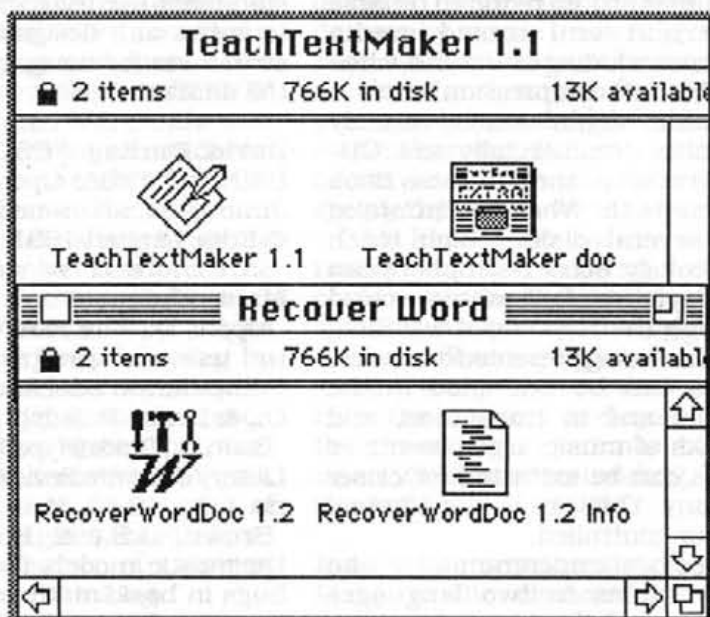 TeachTextMaker 1.1
2 items 766K in disk 13K available
TeachTextMaker 1.1 TeachTextMaker doc
Recover Word
2 items 766K in disk 13K available
RecoverWordDoc 1.2 RecoverWordDoc 1.2 Info